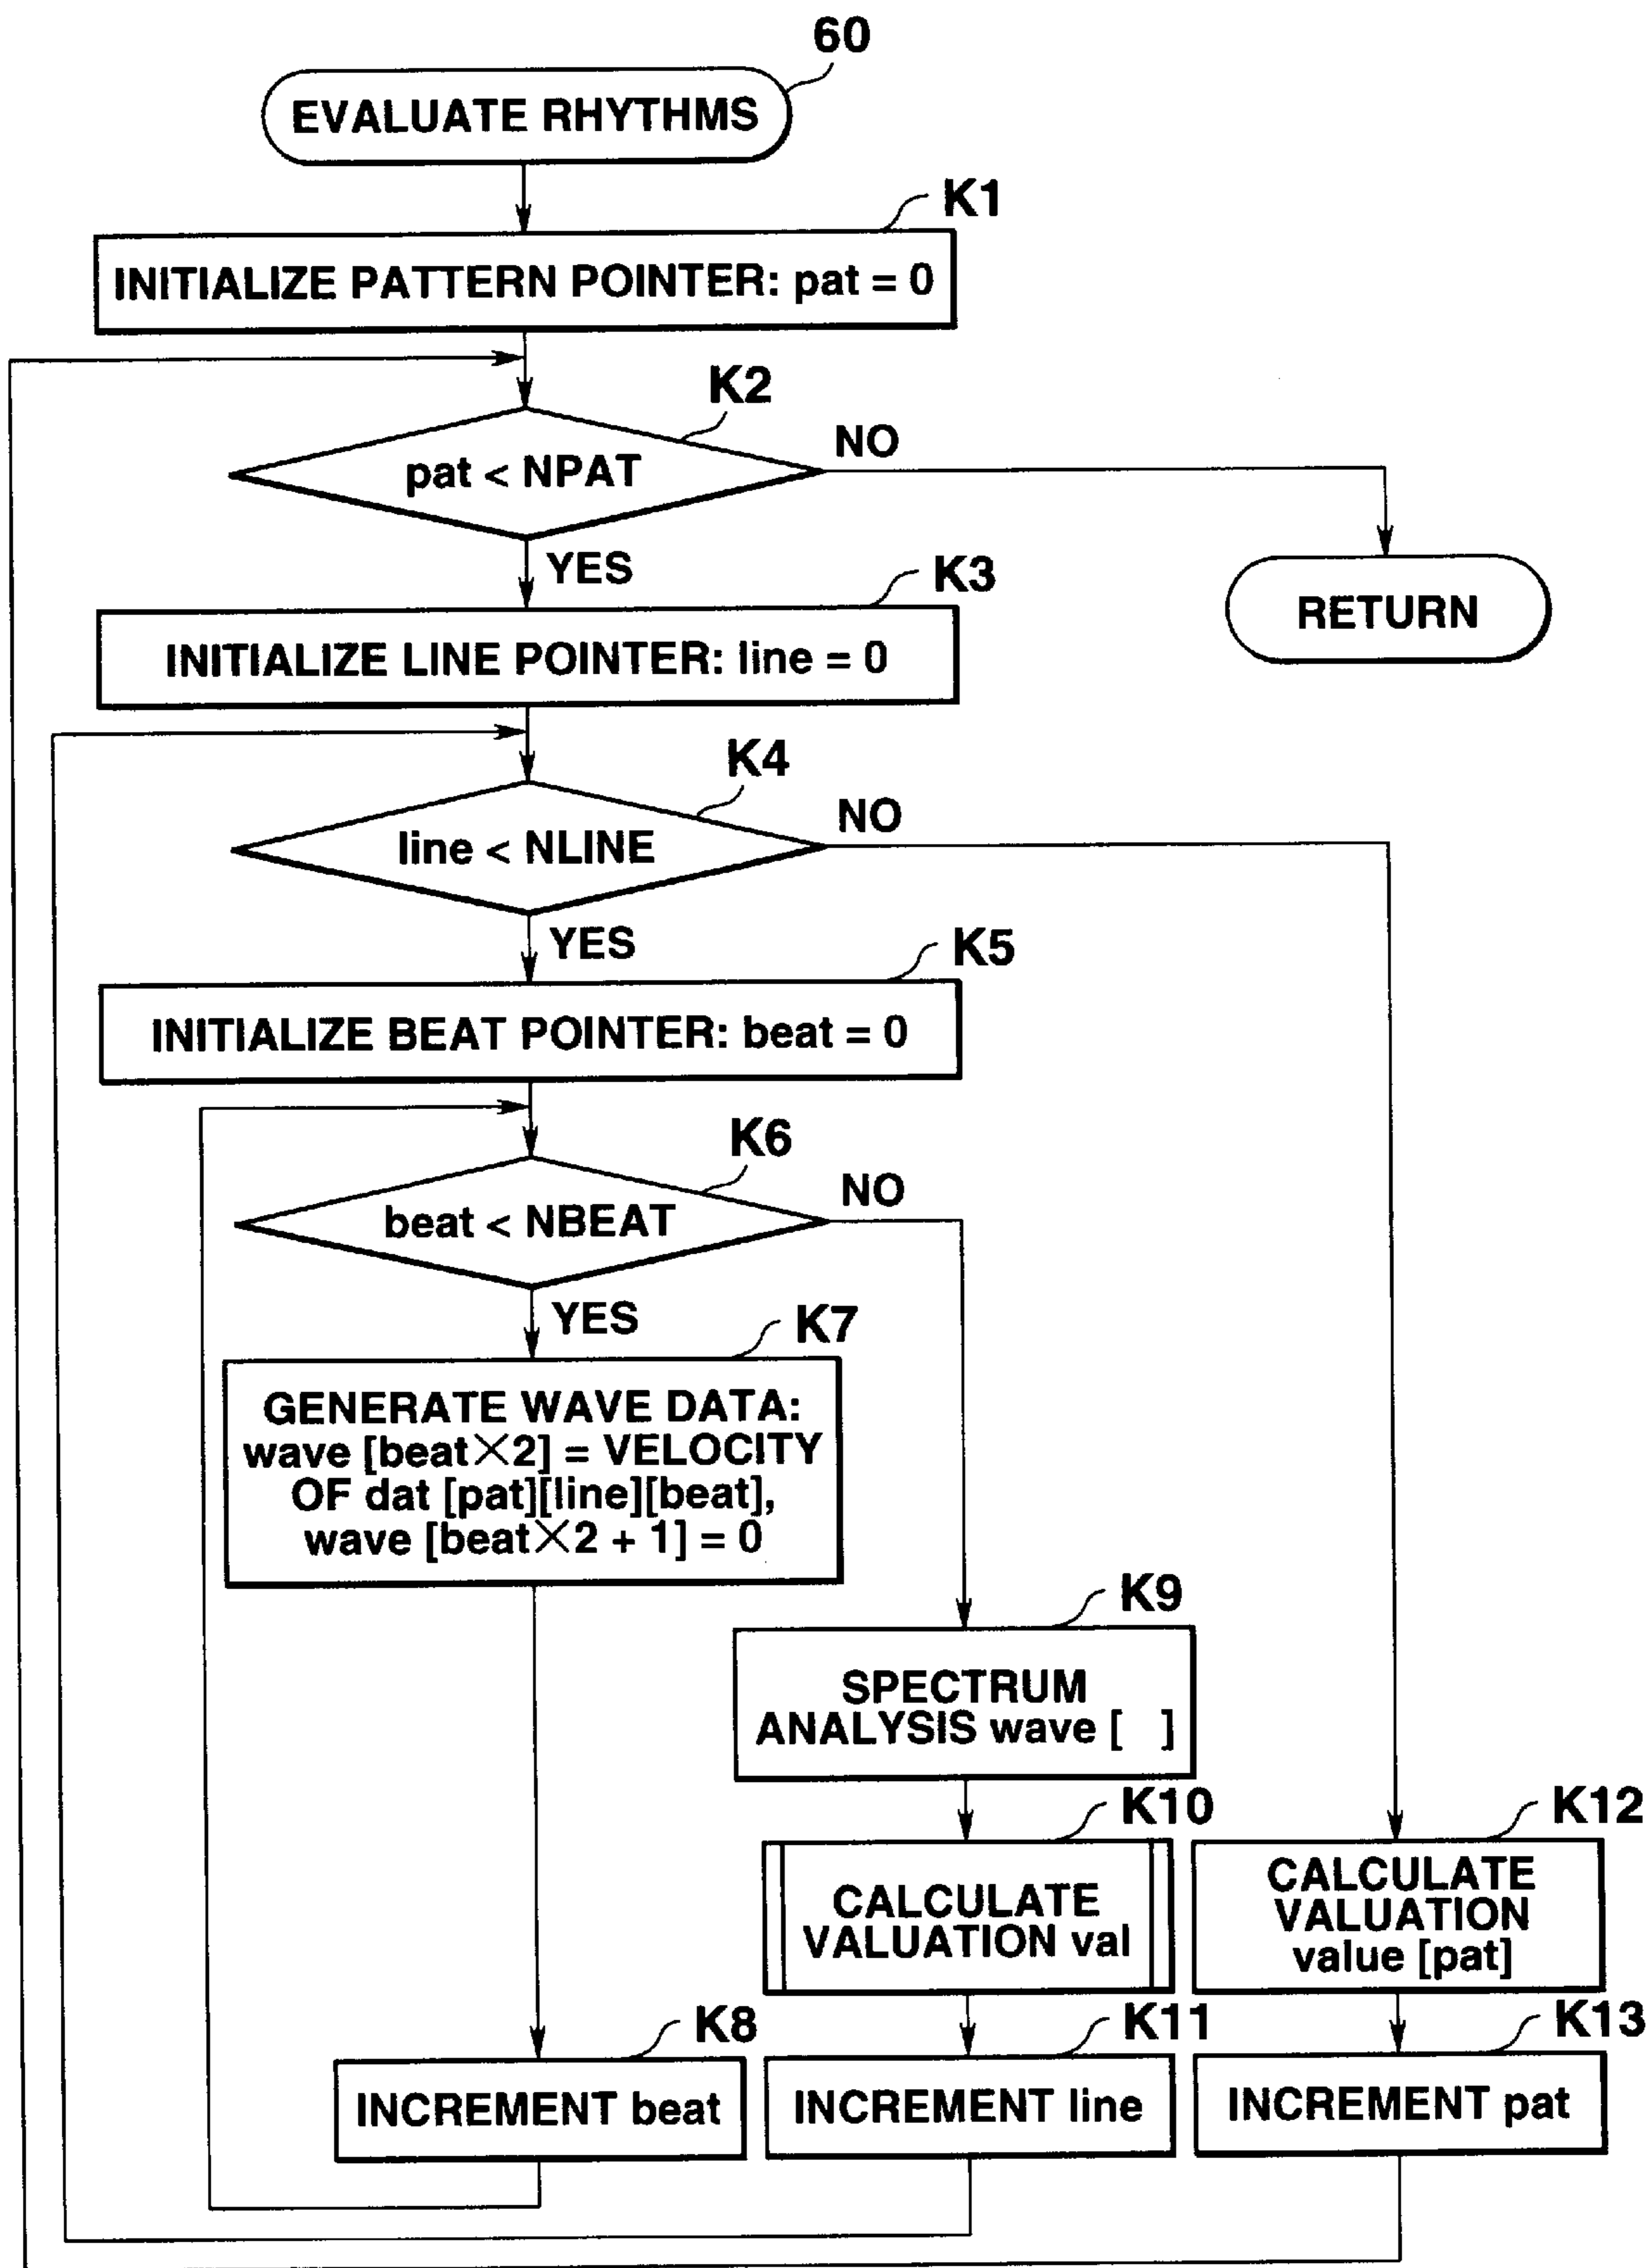 60
EVALUATE RHYTHMS
K1
INITIALIZE PATTERN POINTER: pat = 0
K2
pat < NPAT
NO
YES
RETURN
K3
INITIALIZE LINE POINTER: line = 0
K4
line < NLINE
NO
YES
K5
INITIALIZE BEAT POINTER: beat = 0
K6
beat < NBEAT
NO
YES
K7
GENERATE WAVE DATA:
wave [beat×2] = VELOCITY
OF dat [pat][line][beat],
wave [beat×2 + 1] = 0
K9
SPECTRUM
ANALYSIS wave [ ]
K10
CALCULATE
VALUATION val
K12
CALCULATE
VALUATION
value [pat]
K8
INCREMENT beat
K11
INCREMENT line
K13
INCREMENT pat